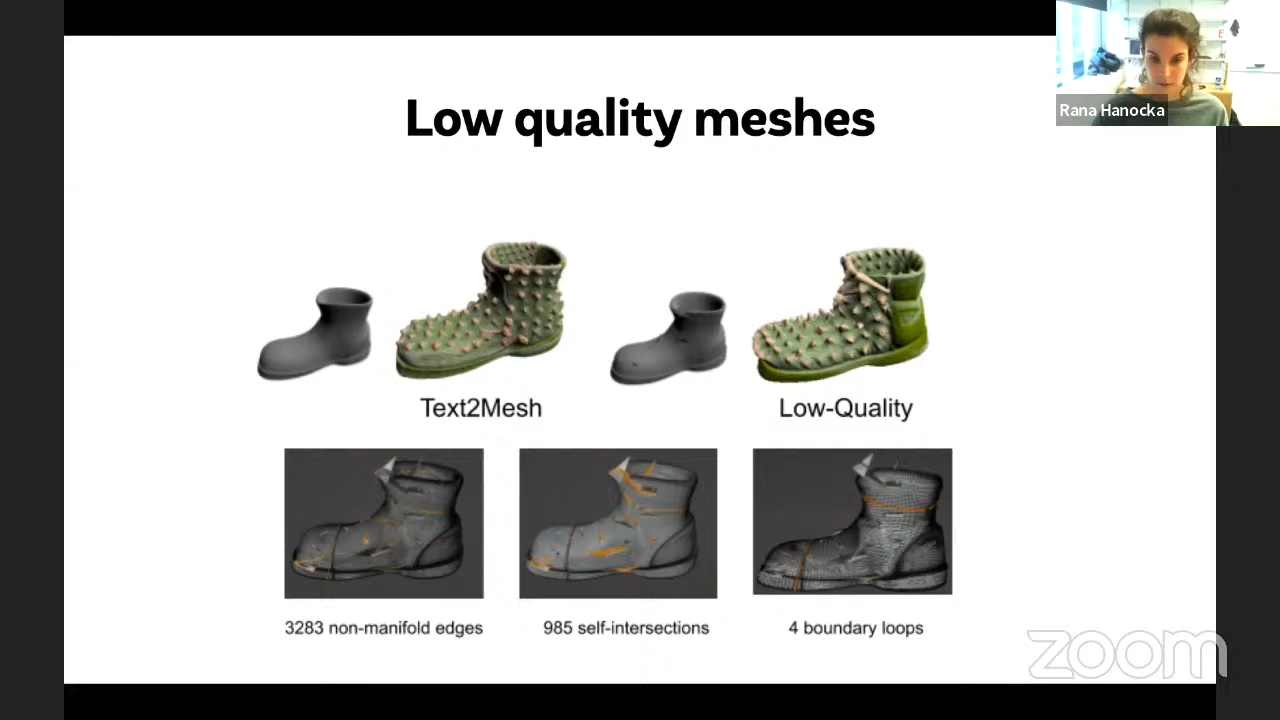 Rana Hanocka
Low quality meshes
Text2Mesh
Low-Quality
3283 non-manifold edges
985 self-intersections
4 boundary loops
zoom